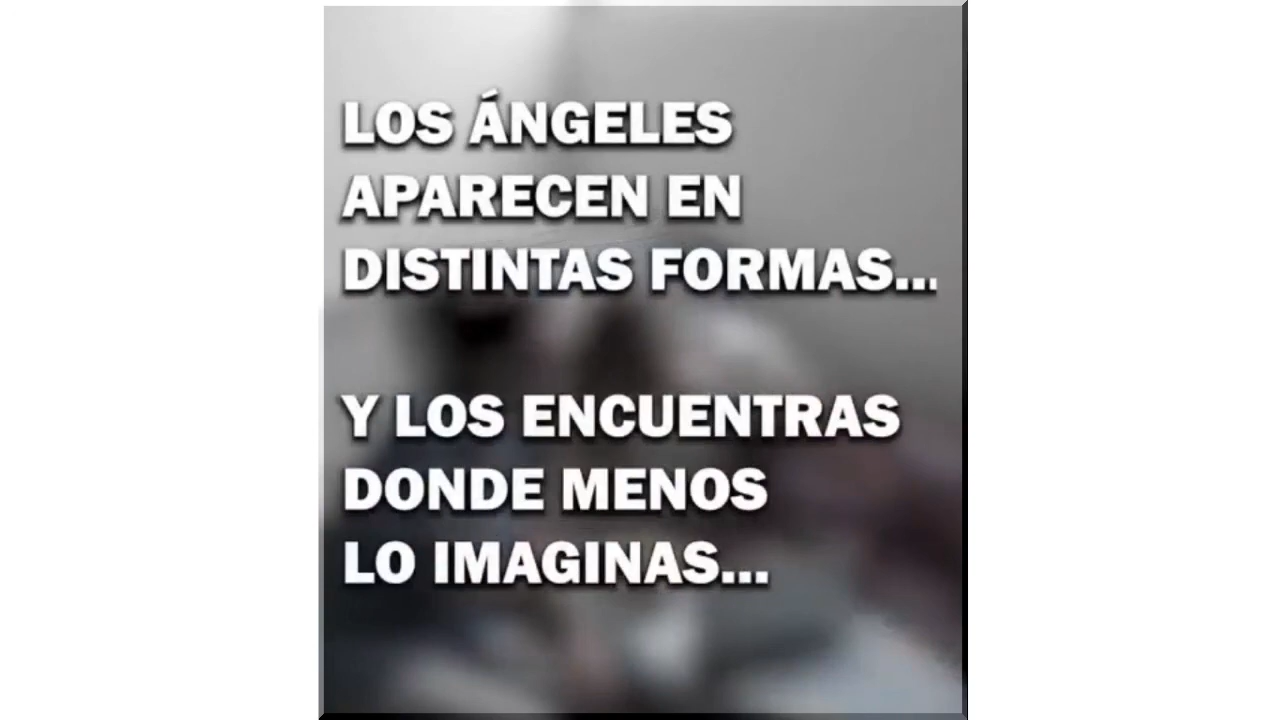 LOS ÁNGELES
APARECEN EN
DISTINTAS FORMAS...
Y LOS ENCUENTRAS
DONDE MENOS
LO IMAGINAS...